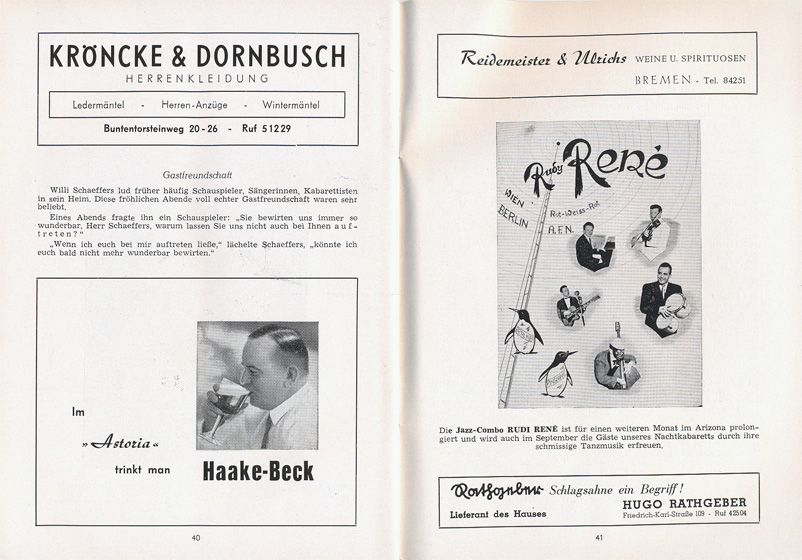 KRÖNCKE & DORNBUSCH
HERRENKLEIDUNG
Ledermäntel - Herren-Anzüge - Wintermäntel
Buntentorsteinweg 20-26 - Ruf 51229
Gastfreundschaft
Willi Schaeffers lud früher häufig Schauspieler, Sängerinnen, Kabarettisten
in sein Heim. Diese fröhlichen Abende voll echter Gastfreundschaft waren sehr
beliebt.
Eines Abends fragte ihn ein Schauspieler: „Sie bewirten uns immer so
wunderbar, Herr Schaeffers, warum lassen Sie uns nicht auch bei Ihnen auf-
treten?"
„Wenn ich euch bei mir auftreten ließe,“ lächelte Schaeffers, „könnte ich
euch bald nicht mehr wunderbar bewirten.“
Im
„Astoria“
trinkt man
Haake-Beck
40
Reidemeister & Ulrichs WEINE U. SPIRITUOSEN
BREMEN - Tel. 84251
Rudy René
WIEN
BERLIN
Rot-Weiss-Rot
A.F.N.
Die Jazz-Combo RUDI RENÉ ist für einen weiteren Monat im Arizona prolon-
giert und wird auch im September die Gäste unseres Nachtkabaretts durch ihre
schmissige Tanzmusik erfreuen.
Rathgeber Schlagsahne ein Begriff!
HUGO RATHGEBER
Lieferant des Hauses
Friedrich-Karl-Straße 109 - Ruf 42504
41